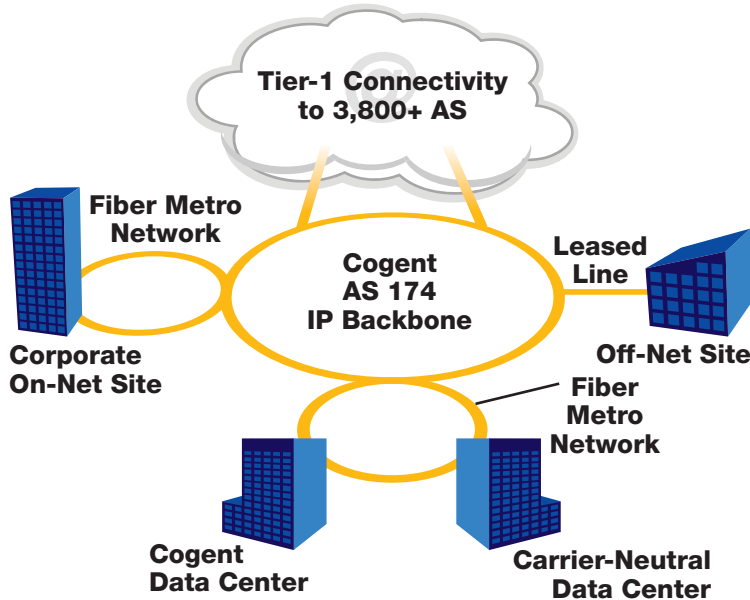 @
Tier-1 Connectivity
to 3,800+ AS
Fiber Metro
Network
Cogent
AS 174
IP Backbone
Leased
Line
Corporate
On-Net Site
Off-Net Site
Fiber
Metro
Network
Cogent
Data Center
Carrier-Neutral
Data Center